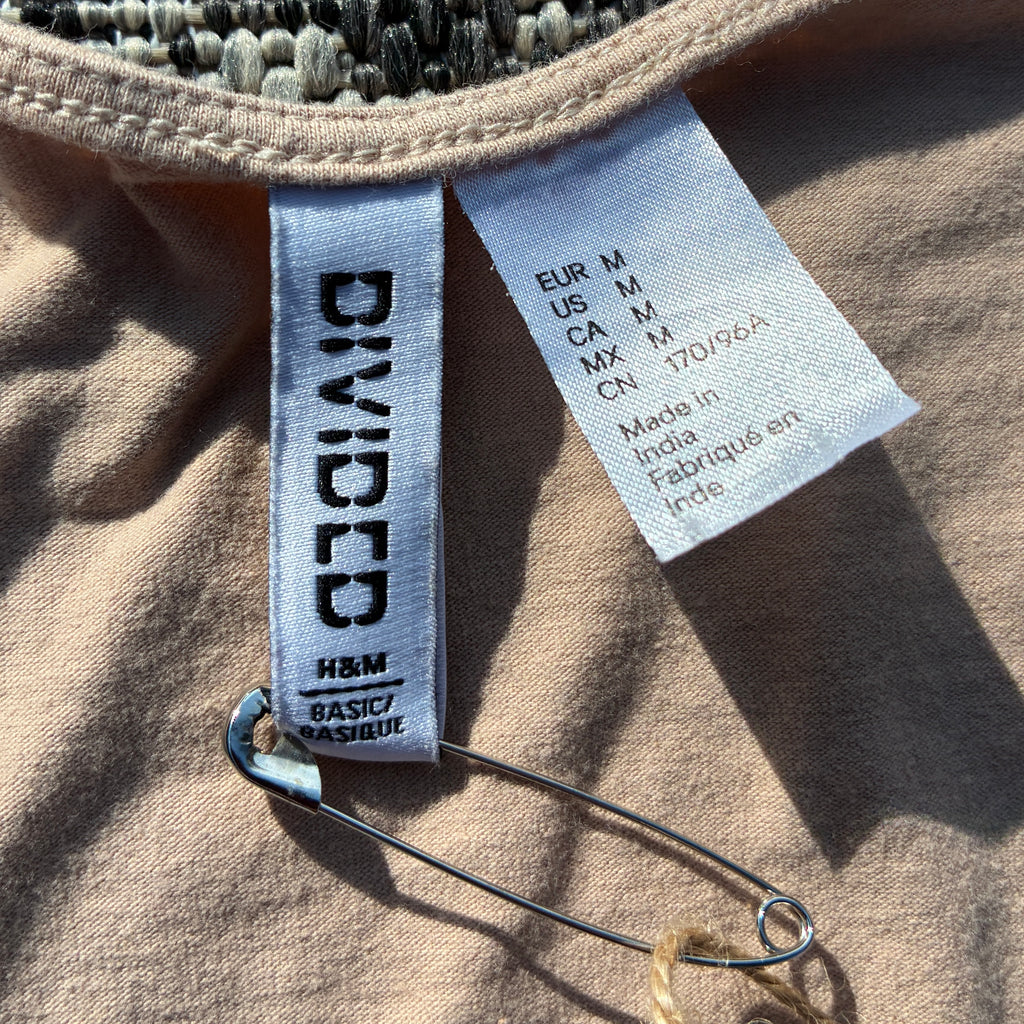 DIVIDED
H&M
BASIC/
BASIQUE
EUR M
US M
CA M
MX M
CN 170/96A
Made in
India
Fabriqué en
Inde